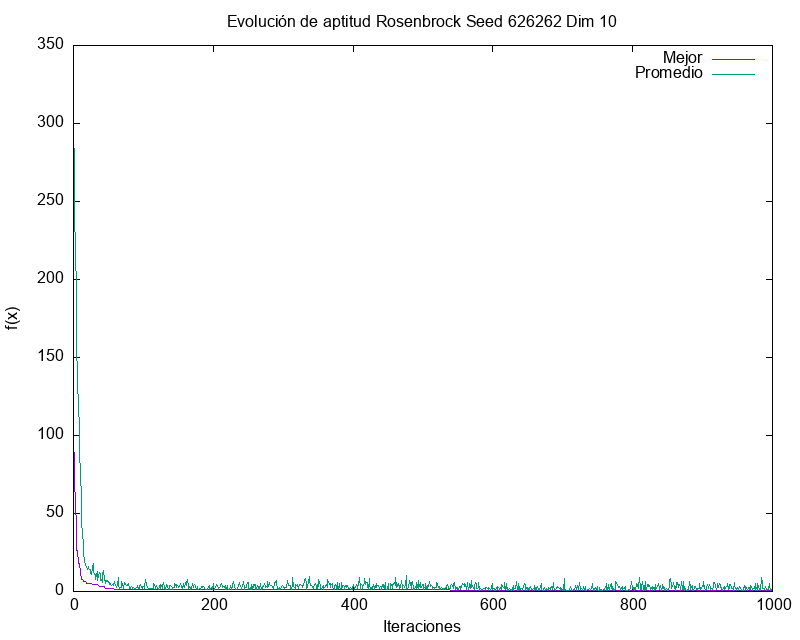 Evolución de aptitud Rosenbrock Seed 626262 Dim 10
350
300
250
200
150
100
50
0
f(x)
Mejor
Promedio
0 200 400 600 800 1000
Iteraciones